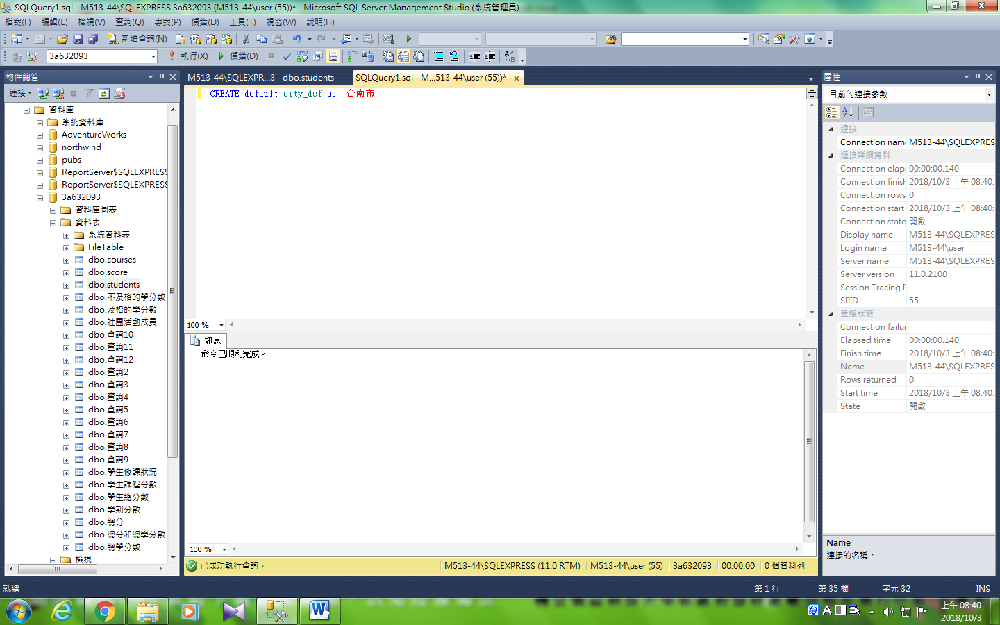 SQLQuery1.sql - M513-44\SQLEXPRESS.3a632093 (M513-44\user (55))* - Microsoft SQL Server Management Studio (系統管理員)
檔案(F) 編輯(E) 檢視(V) 查詢(Q) 專案(P) 偵錯(D) 工具(T) 視窗(W) 說明(H)
新增查詢(N)
3a632093 執行(X) 偵錯(D)
物件總管
連接
資料庫
系統資料庫
AdventureWorks
northwind
pubs
ReportServer$SQLEXPRESS
ReportServer$SQLEXPRESS
3a632093
資料庫圖表
資料表
系統資料表
FileTable
dbo.courses
dbo.score
dbo.students
dbo.不及格的學分數
dbo.及格的學分數
dbo.社團活動成員
dbo.查詢10
dbo.查詢11
dbo.查詢12
dbo.查詢2
dbo.查詢3
dbo.查詢4
dbo.查詢5
dbo.查詢6
dbo.查詢7
dbo.查詢8
dbo.查詢9
dbo.學生修課狀況
dbo.學生課程分數
dbo.學生總分數
dbo.學期分數
dbo.總分
dbo.總分和總學分數
dbo.總學分數
檢視
M513-44\SQLEXPR...3 - dbo.students SQLQuery1.sql - M...513-44\user (55))*
CREATE default city_def as '台南市'
100 %
訊息
命令已順利完成。
100 %
已成功執行查詢。 M513-44\SQLEXPRESS (11.0 RTM) M513-44\user (55) 3a632093 00:00:00 0 個資料列
屬性
目前的連接參數
連接
Connection nam M513-44\SQLEXPRES
連接詳細資料
Connection elap 00:00:00.140
Connection finish 2018/10/3 上午 08:40:
Connection rows 0
Connection start 2018/10/3 上午 08:40:
Connection state 開啟
Display name M513-44\SQLEXPRES
Login name M513-44\user
Server name M513-44\SQLEXPRES
Server version 11.0.2100
Session Tracing I
SPID 55
彙總狀態
Connection failur
Elapsed time 00:00:00.140
Finish time 2018/10/3 上午 08:40:
Name M513-44\SQLEXPRES
Rows returned 0
Start time 2018/10/3 上午 08:40:
State 開啟
Name
連接的名稱。
就緒 第 1 行 第 35 欄 字元 32 INS
上午 08:40
2018/10/3